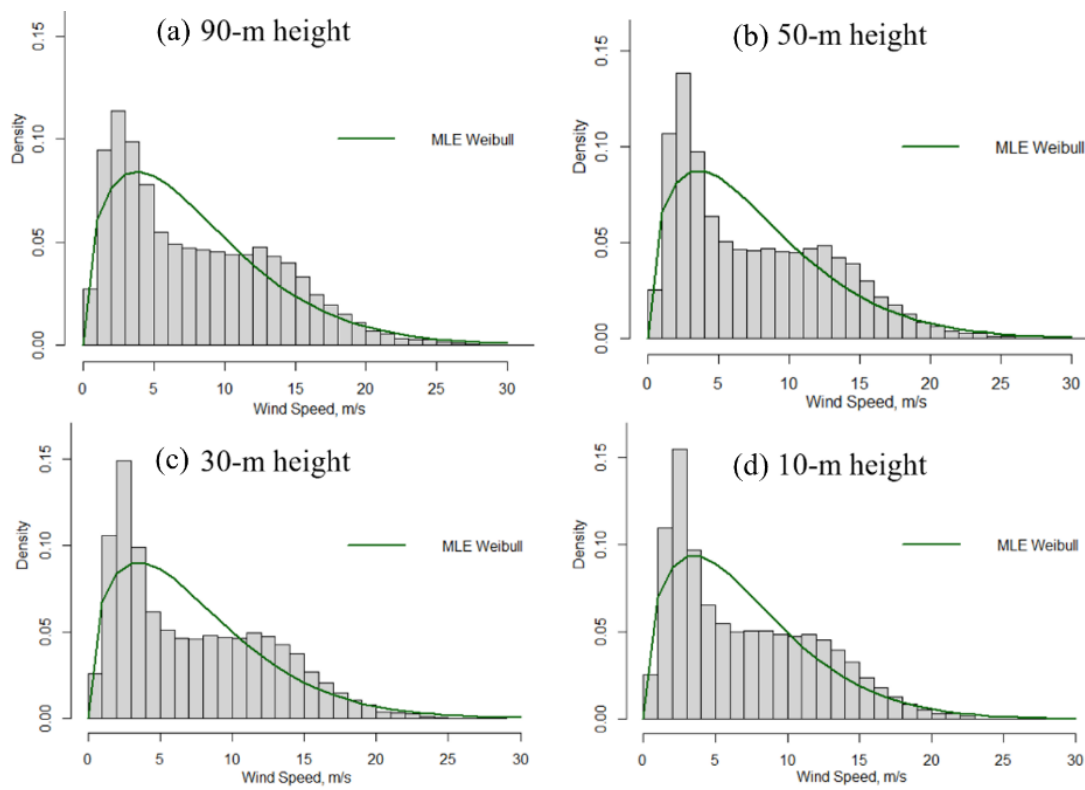 (a) 90-m height
0.15
0.10
0.05
0.00
Density
MLE Weibull
0 5 10 15 20 25 30
Wind Speed, m/s
(b) 50-m height
0.15
0.10
0.05
0.00
Density
MLE Weibull
0 5 10 15 20 25 30
Wind Speed, m/s
(c) 30-m height
0.15
0.10
0.05
0.00
Density
MLE Weibull
0 5 10 15 20 25 30
Wind Speed, m/s
(d) 10-m height
0.15
0.10
0.05
0.00
Density
MLE Weibull
0 5 10 15 20 25 30
Wind Speed, m/s